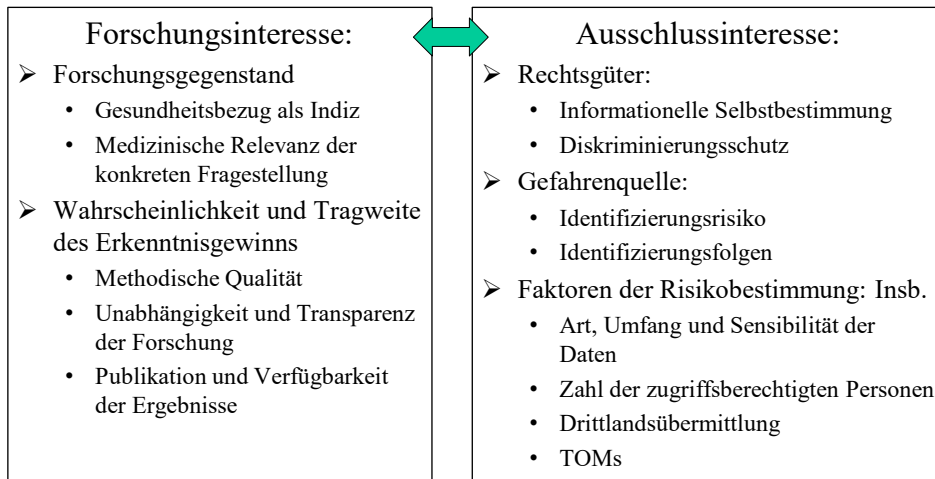 Forschungsinteresse:
➢ Forschungsgegenstand
• Gesundheitsbezug als Indiz
• Medizinische Relevanz der
konkreten Fragestellung
➢ Wahrscheinlichkeit und Tragweite
des Erkenntnisgewinns
• Methodische Qualität
• Unabhängigkeit und Transparenz
der Forschung
• Publikation und Verfügbarkeit
der Ergebnisse
Ausschlussinteresse:
➢ Rechtsgüter:
• Informationelle Selbstbestimmung
• Diskriminierungsschutz
➢ Gefahrenquelle:
• Identifizierungsrisiko
• Identifizierungsfolgen
➢ Faktoren der Risikobestimmung: Insb.
• Art, Umfang und Sensibilität der
Daten
• Zahl der zugriffsberechtigten Personen
• Drittlandsübermittlung
• TOMs